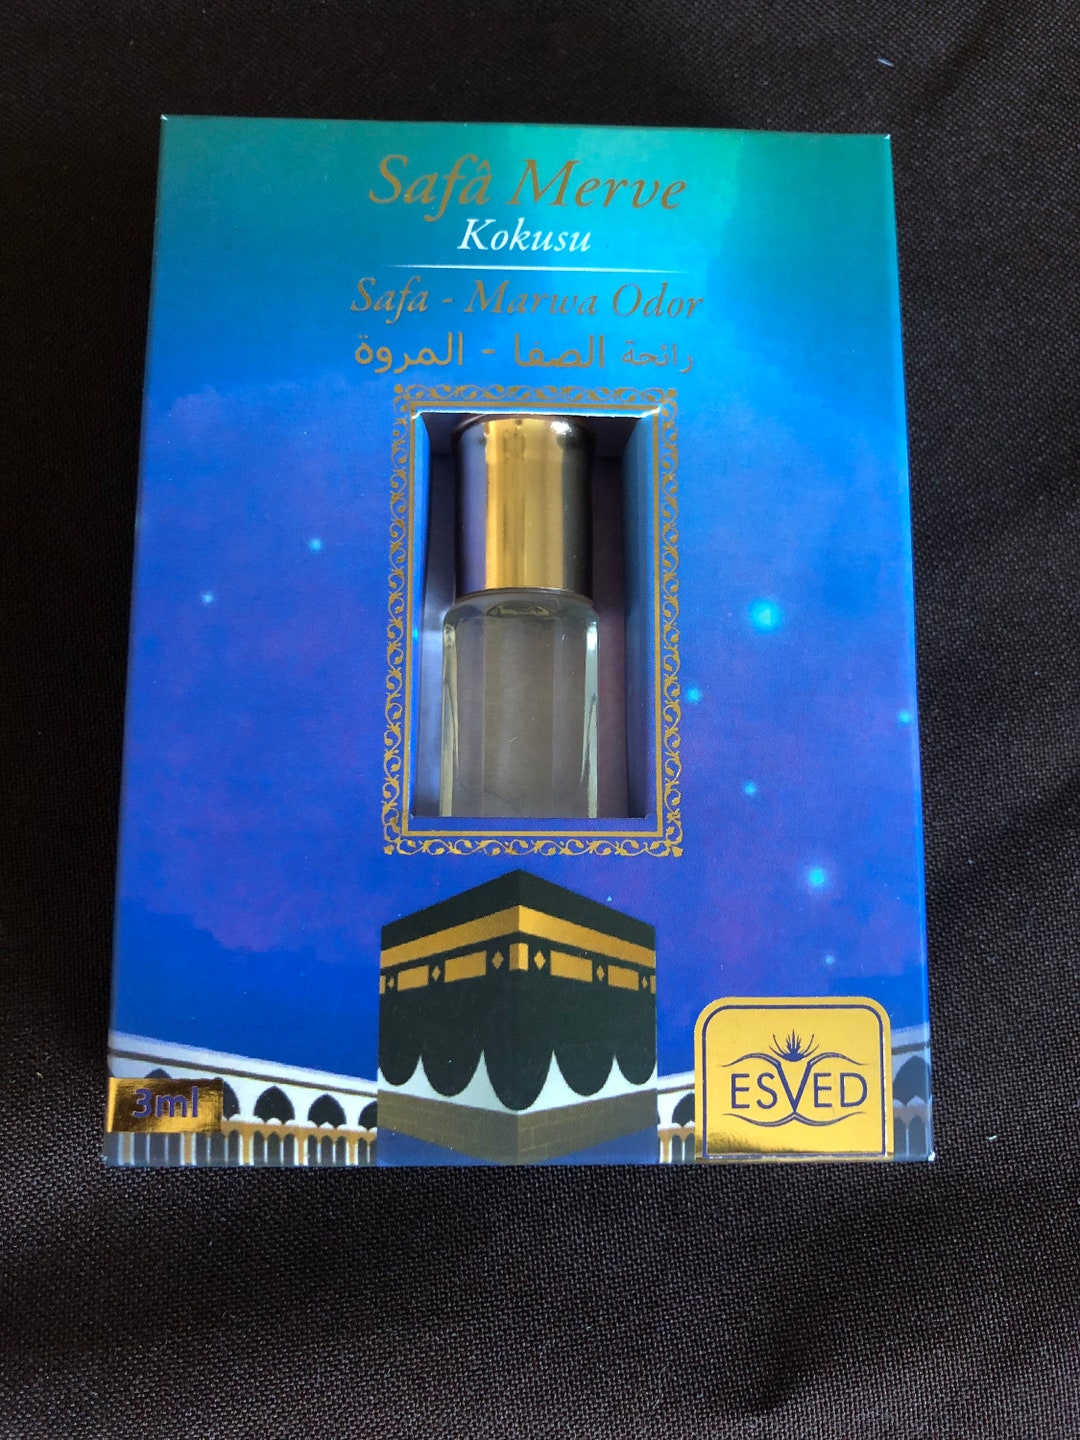 Safâ Merve
Kokusu
Safa - Marwa Odor
رائحة الصفا - المروة
3ml
ESVED